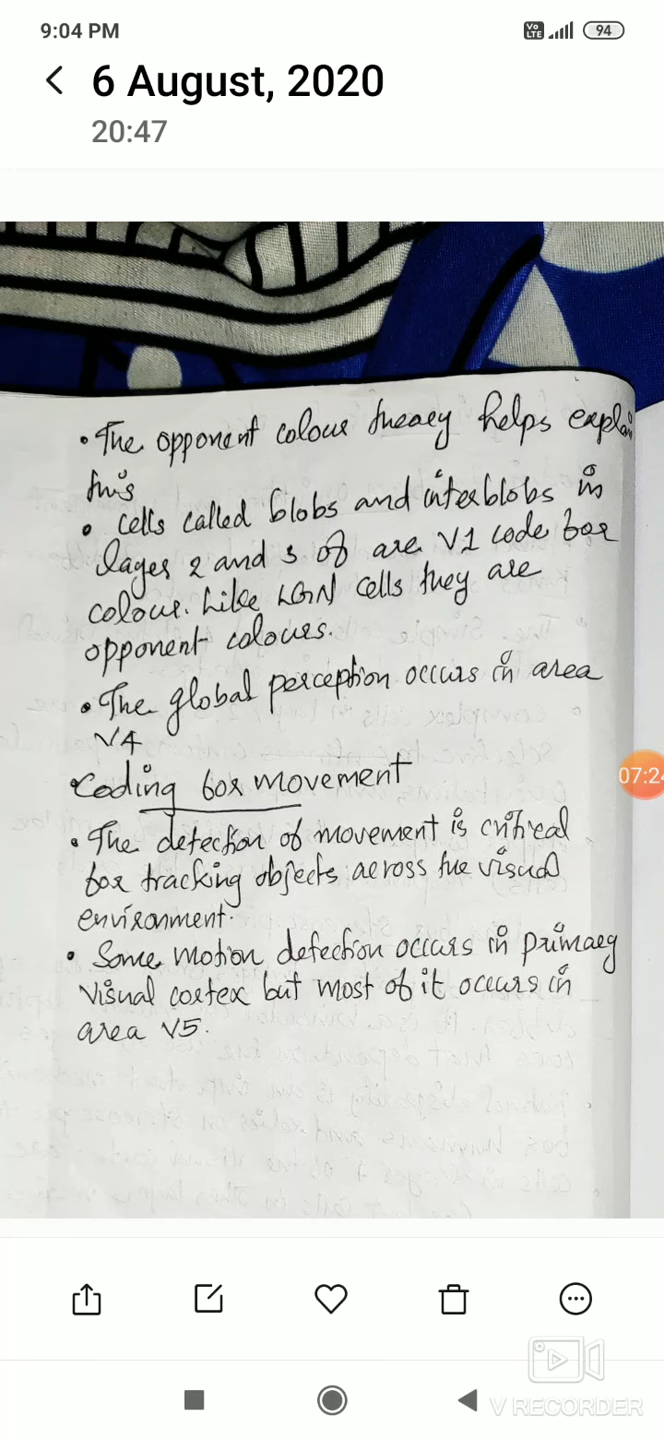 9:04 PM
Vo LTE 94
6 August, 2020
20:47
• The opponent colour theory helps explain
this
• cells called blobs and interblobs in
layer 2 and 3 of are V1 code for
colour. Like LGN cells they are
opponent colours.
• The global perception occurs in area
V4
• Coding for movement
• The detection of movement is critical
for tracking objects across the visual
environment.
• Some motion detection occurs in primary
visual cortex but most of it occurs in
area V5.
07:24
V RECORDER